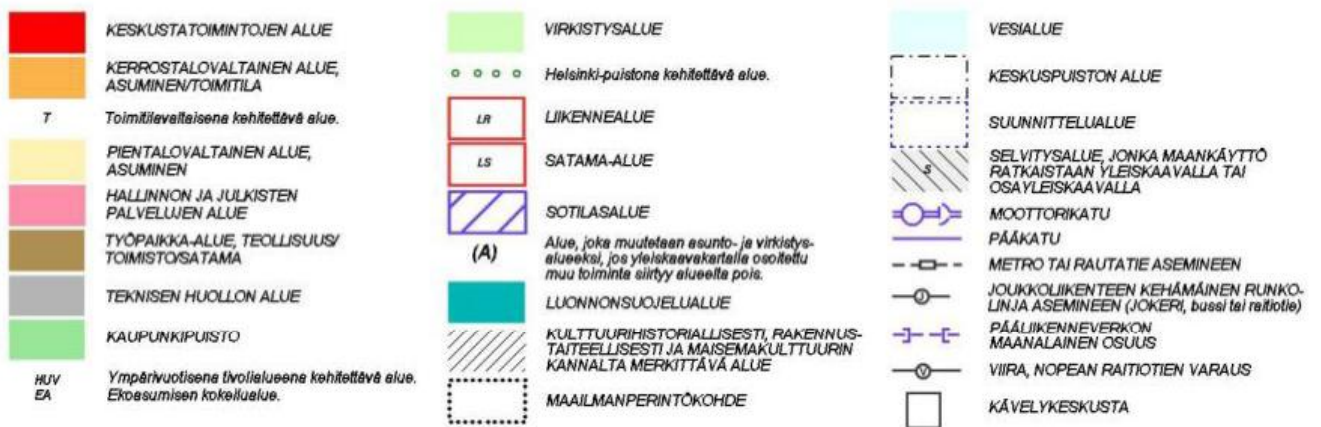 KESKUSTATOIMINTOJEN ALUE
KERROSTALOVALTAINEN ALUE,
ASUMINEN/TOIMITILA
T Toimitilavaltaisena kehitettävä alue.
PIENTALOVALTAINEN ALUE,
ASUMINEN
HALLINNON JA JULKISTEN
PALVELUJEN ALUE
TYÖPAIKKA-ALUE, TEOLLISUUS/
TOIMISTO/SATAMA
TEKNISEN HUOLLON ALUE
KAUPUNKIPUISTO
HUV Ympärivuotisena tivolialueena kehitettävä alue.
EA Ekoasumisen kokeilualue.
VIRKISTYSALUE
Helsinki-puistona kehitettävä alue.
LR LIIKENNEALUE
LS SATAMA-ALUE
SOTILASALUE
(A) Alue, joka muutetaan asunto- ja virkistys-
alueeksi, jos yleiskaavakartalla osoitettu
muu toiminta siirtyy alueelta pois.
LUONNONSUOJELUALUE
KULTTUURIHISTORIALLISESTI, RAKENNUS-
TAITEELLISESTI JA MAISEMAKULTTUURIN
KANNALTA MERKITTÄVÄ ALUE
MAAILMANPERINTÖKOHDE
VESIALUE
KESKUSPUISTON ALUE
SUUNNITTELUALUE
SELVITYSALUE, JONKA MAANKÄYTTÖ
S RATKAISTAAN YLEISKAAVALLA TAI
OSAYLEISKAAVALLA
MOOTTORIKATU
PÄÄKATU
METRO TAI RAUTATIE ASEMINEEN
J JOUKKOLIIKENTEEN KEHÄMÄINEN RUNKO-
LINJA ASEMINEEN (JOKERI, bussi tai raitiotie)
PÄÄLIIKENNEVERKON
MAANALAINEN OSUUS
V VIIRA, NOPEAN RAITIOTIEN VARAUS
KÄVELYKESKUSTA